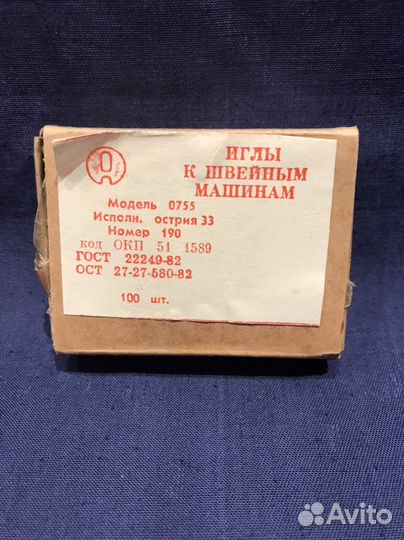 ИГЛЫ
К ШВЕЙНЫМ
МАШИНАМ
Модель 0755
Исполн. острия 33
Номер 190
код ОКП 51 1589
ГОСТ 22249-82
ОСТ 27-27-580-82
100 шт.
Avito